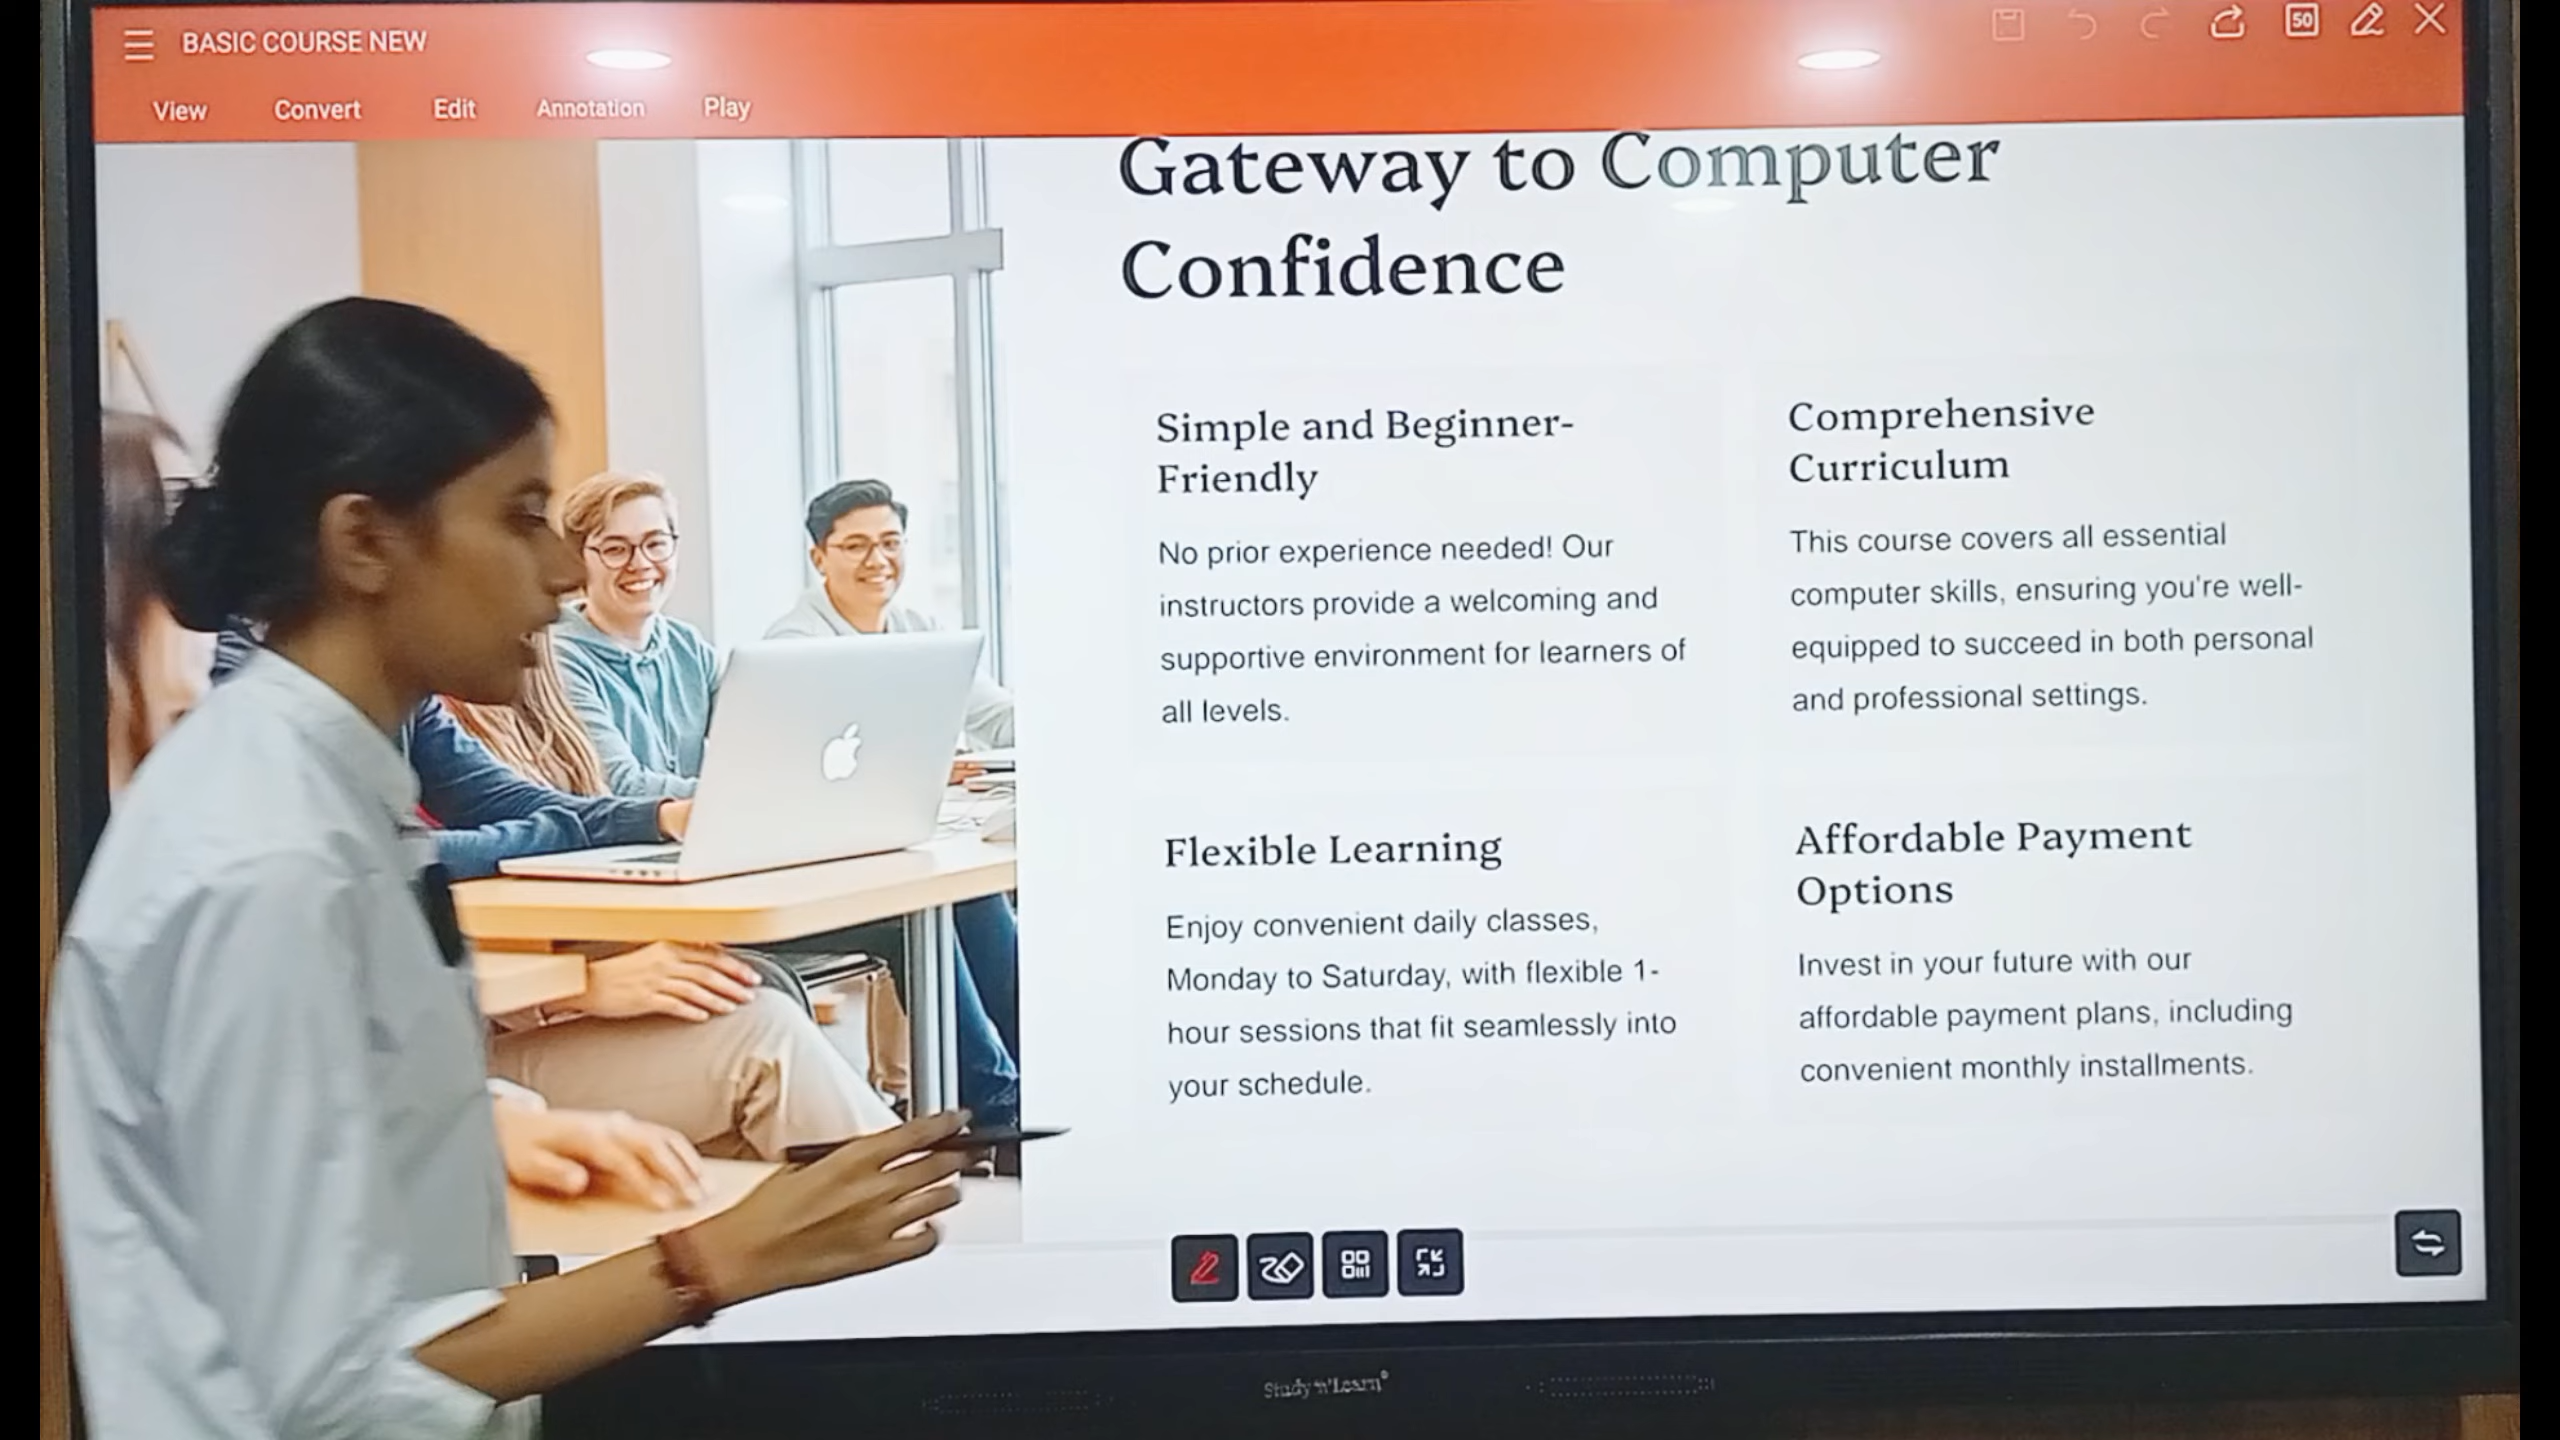 BASIC COURSE NEW
50
View Convert Edit Annotation Play
Gateway to Computer
Confidence
Simple and Beginner-
Friendly
No prior experience needed! Our
instructors provide a welcoming and
supportive environment for learners of
all levels.
Comprehensive
Curriculum
This course covers all essential
computer skills, ensuring you're well-
equipped to succeed in both personal
and professional settings.
Flexible Learning
Enjoy convenient daily classes,
Monday to Saturday, with flexible 1-
hour sessions that fit seamlessly into
your schedule.
Affordable Payment
Options
Invest in your future with our
affordable payment plans, including
convenient monthly installments.
Study 'n' Learn®